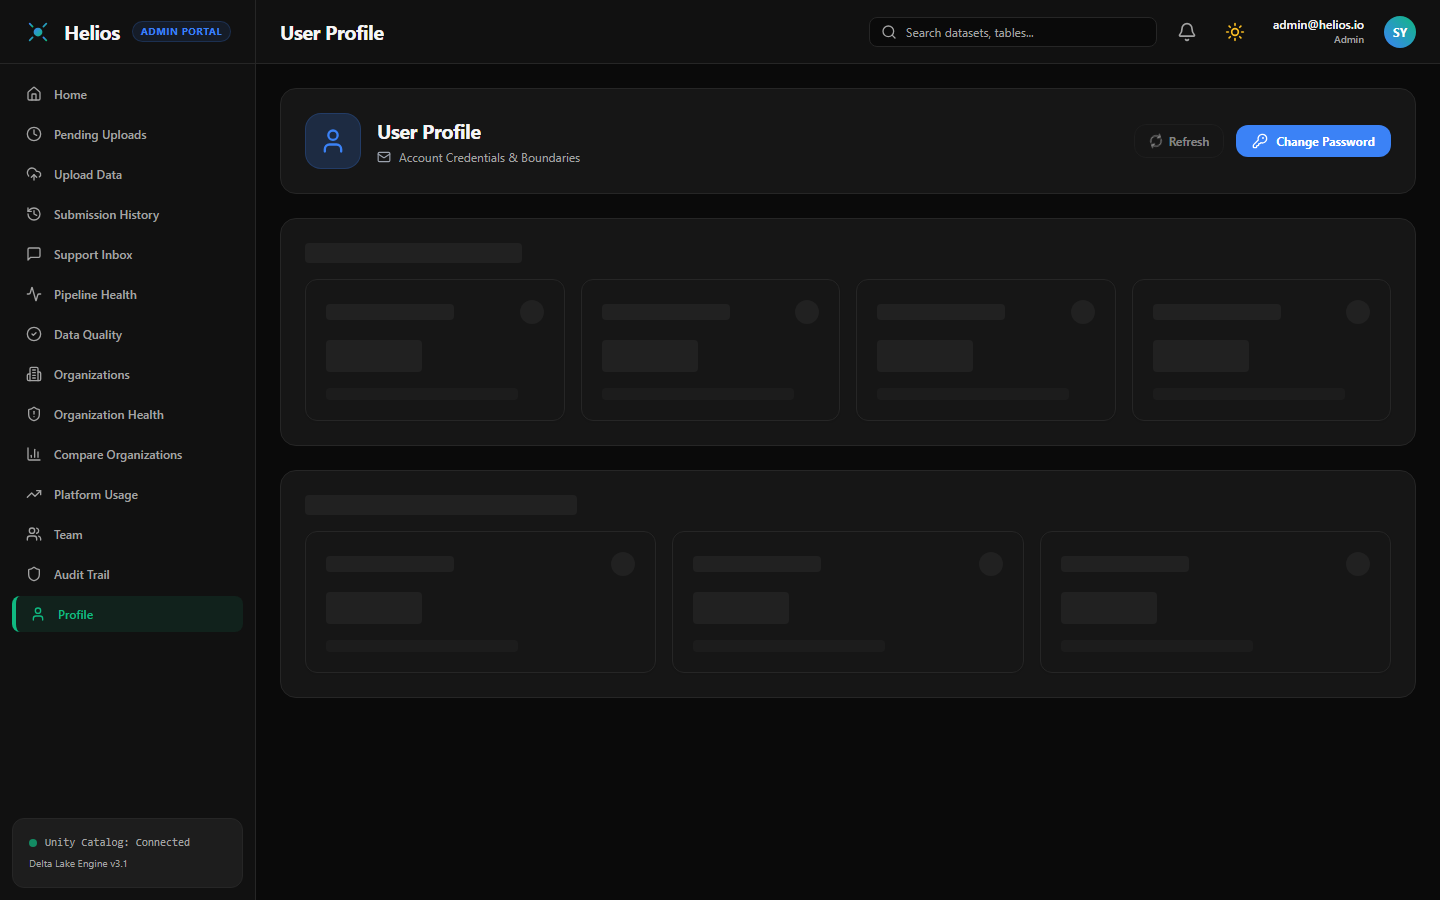 Helios
ADMIN PORTAL
User Profile
Search datasets, tables...
admin@helios.io
Admin
SY
Home
Pending Uploads
Upload Data
Submission History
Support Inbox
Pipeline Health
Data Quality
Organizations
Organization Health
Compare Organizations
Platform Usage
Team
Audit Trail
Profile
User Profile
Account Credentials & Boundaries
Refresh
Change Password
Unity Catalog: Connected
Delta Lake Engine v3.1